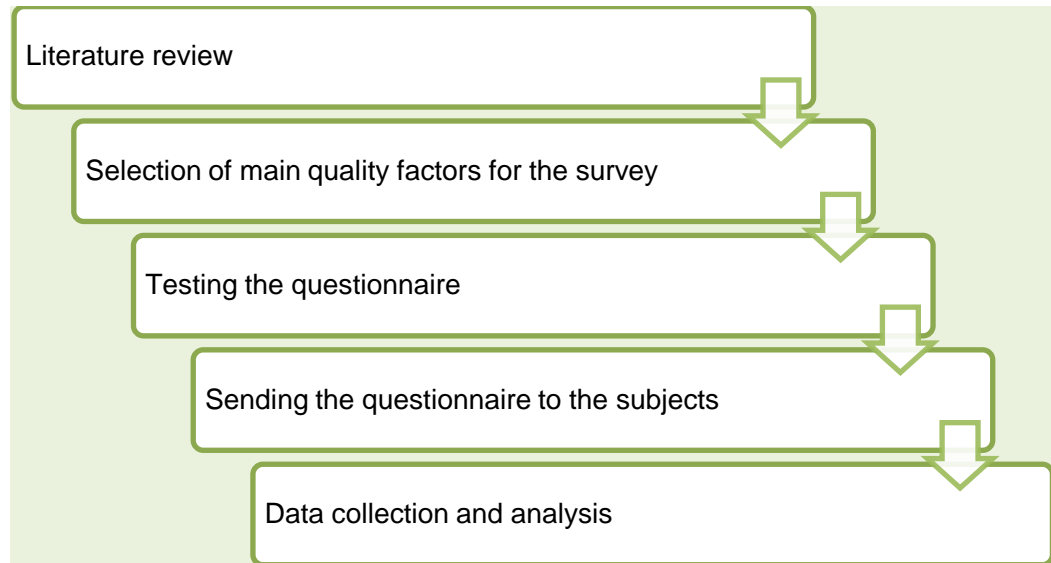 Literature review
Selection of main quality factors for the survey
Testing the questionnaire
Sending the questionnaire to the subjects
Data collection and analysis